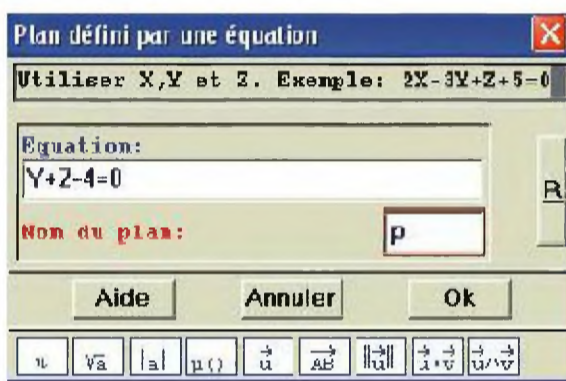 Plan défini par une équation
Utiliser X,Y et Z. Exemple: 2X-3Y+Z+5=0
Equation:
Y+Z-4=0
R
Nom du plan:
p
Aide Annuler Ok
π √a |a| μ() u⃗ AB⃗ ‖u⃗‖ u⃗•v⃗ u⃗∧v⃗